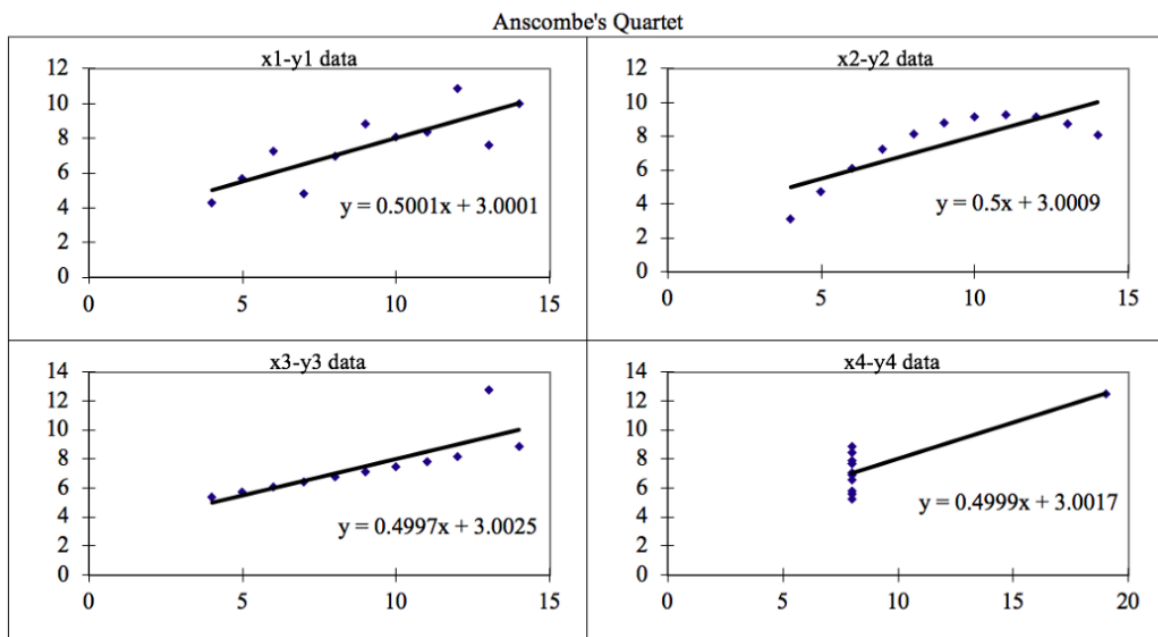 Anscombe's Quartet
x1-y1 data
12
10
8
6
4
2
0
y = 0.5001x + 3.0001
0 5 10 15
x2-y2 data
12
10
8
6
4
2
0
y = 0.5x + 3.0009
0 5 10 15
x3-y3 data
14
12
10
8
6
4
2
0
y = 0.4997x + 3.0025
0 5 10 15
x4-y4 data
14
12
10
8
6
4
2
0
y = 0.4999x + 3.0017
0 5 10 15 20